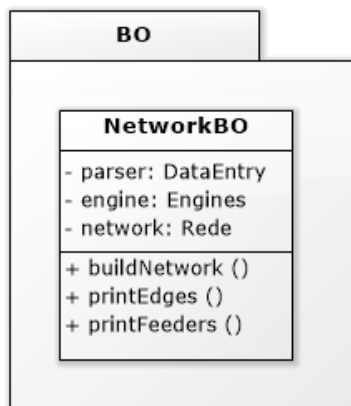 BO
NetworkBO
- parser: DataEntry
- engine: Engines
- network: Rede
+ buildNetwork ()
+ printEdges ()
+ printFeeders ()